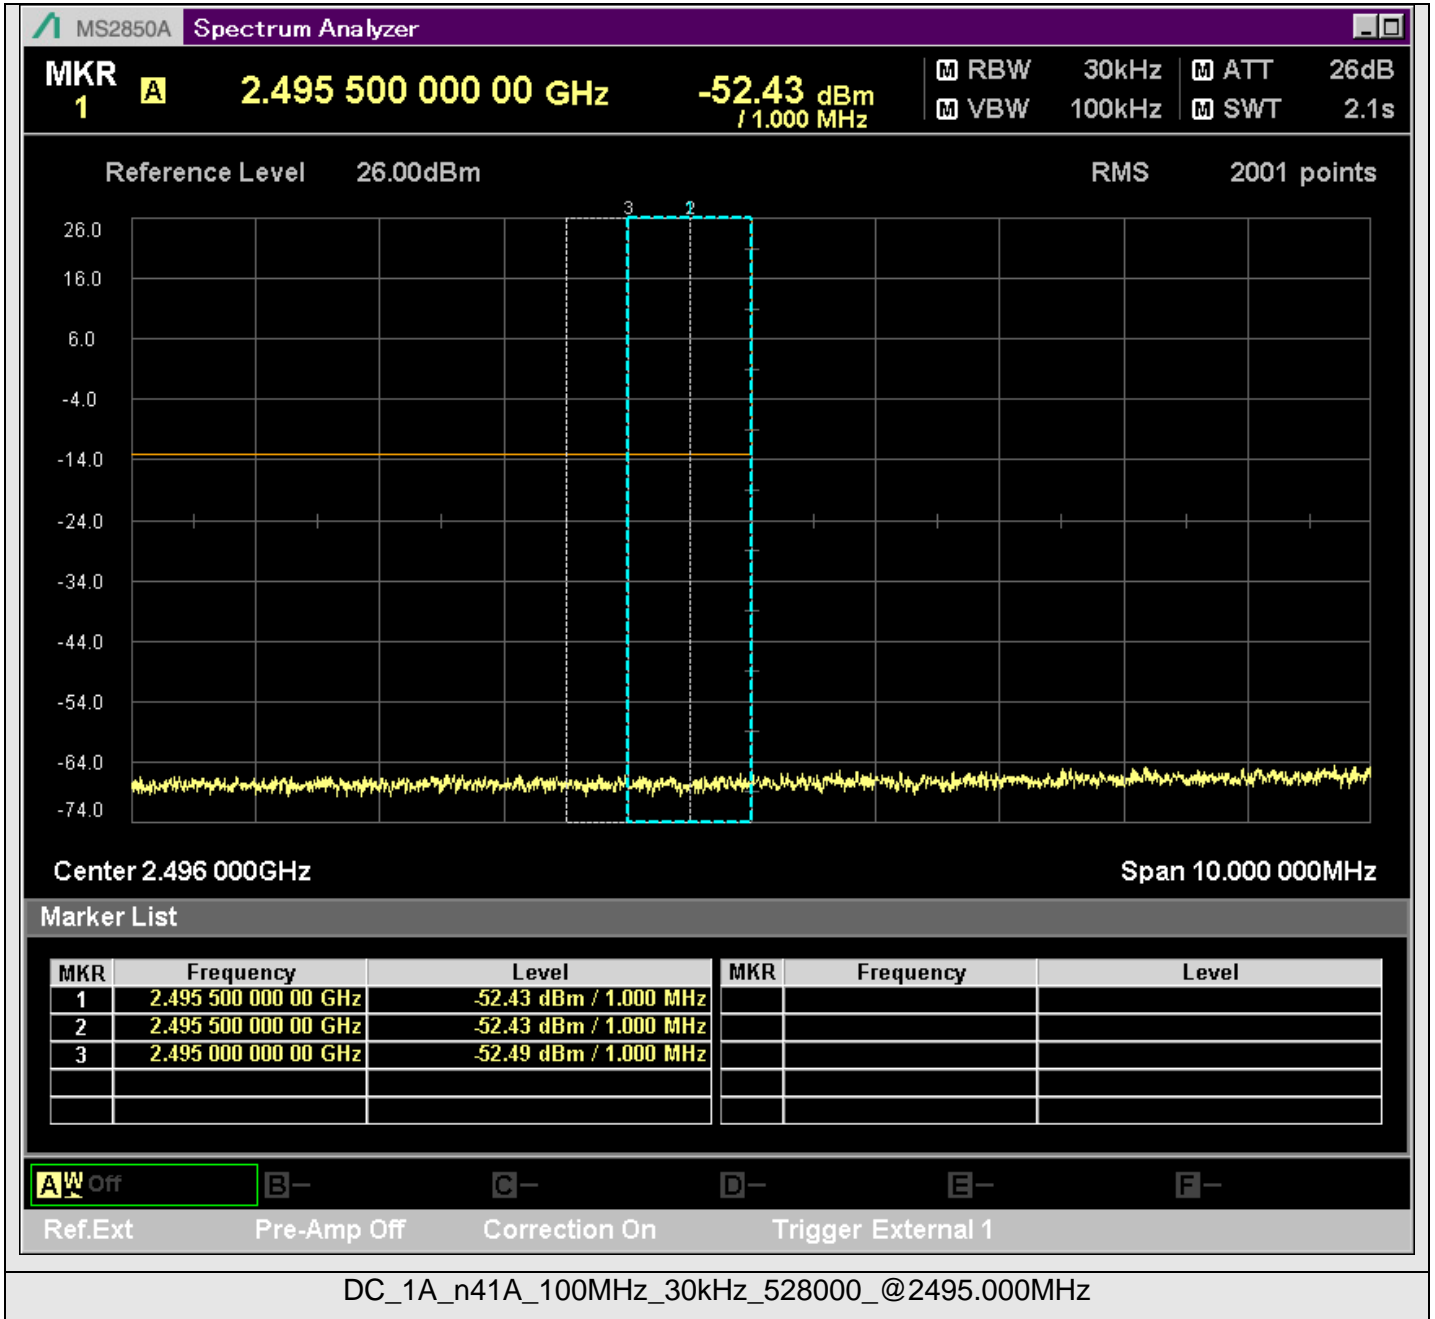 MS2850A Spectrum Analyzer
MKR 1 A 2.495 500 000 00 GHz -52.43 dBm / 1.000 MHz
M RBW 30kHz M ATT 26dB
M VBW 100kHz M SWT 2.1s
Reference Level 26.00dBm RMS 2001 points
3 2
26.0
16.0
6.0
-4.0
-14.0
-24.0
-34.0
-44.0
-54.0
-64.0
-74.0
Center 2.496 000GHz Span 10.000 000MHz
Marker List
MKR Frequency Level MKR Frequency Level
1 2.495 500 000 00 GHz -52.43 dBm / 1.000 MHz
2 2.495 500 000 00 GHz -52.43 dBm / 1.000 MHz
3 2.495 000 000 00 GHz -52.49 dBm / 1.000 MHz
A W Off B – C – D – E – F –
Ref.Ext Pre-Amp Off Correction On Trigger External 1
DC_1A_n41A_100MHz_30kHz_528000_@2495.000MHz